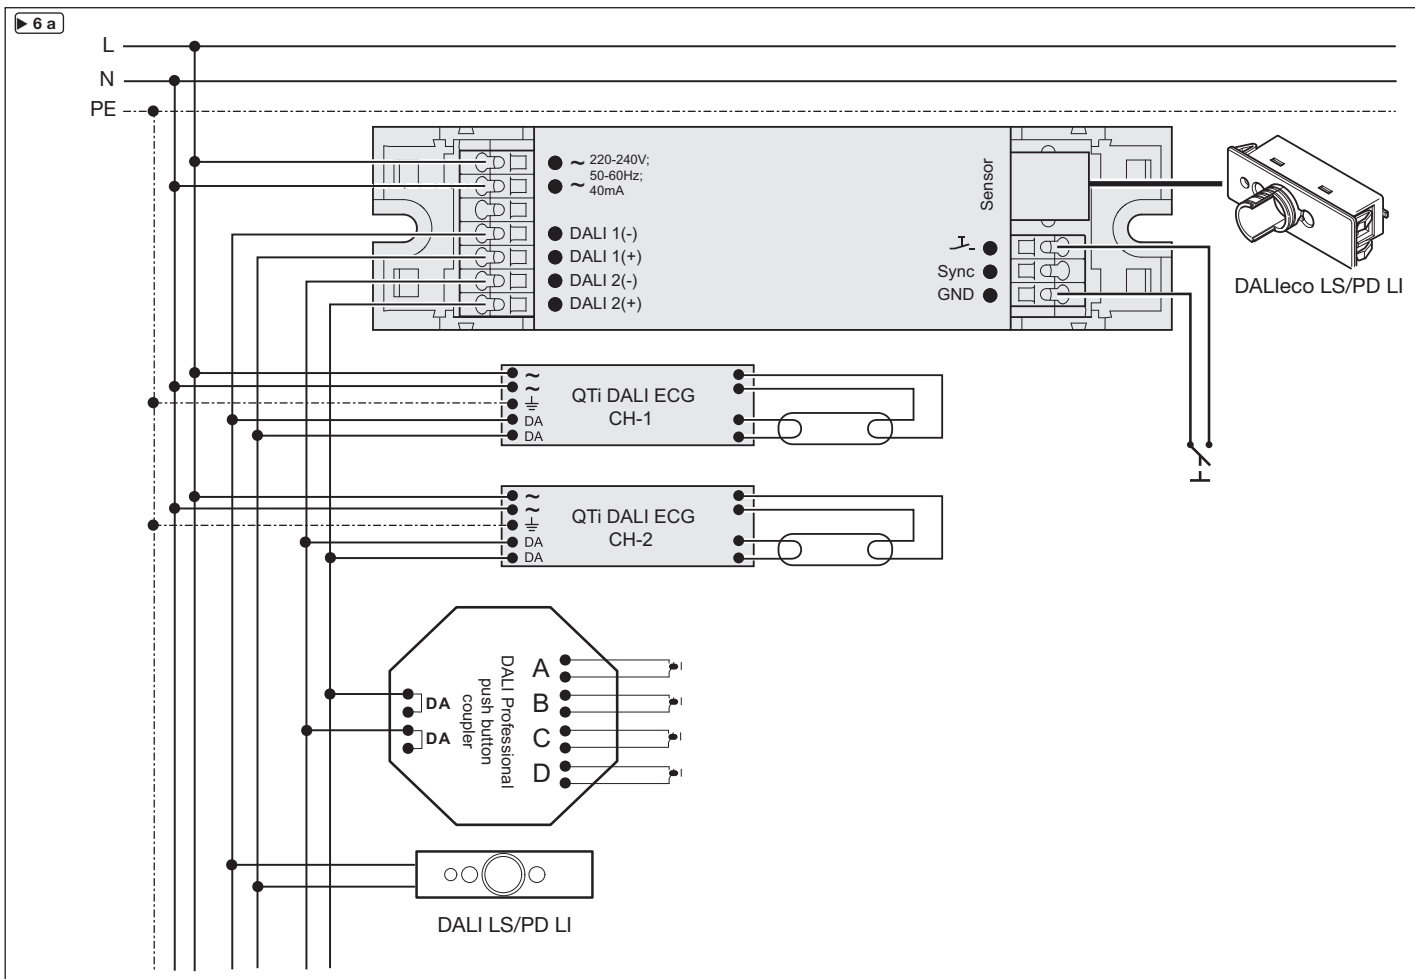 ▶ 6 a
L
N
PE
~ 220-240V;
~ 50-60Hz;
40mA
DALI 1(-)
DALI 1(+)
DALI 2(-)
DALI 2(+)
Sensor
Sync
GND
DALIeco LS/PD LI
~
~
DA
DA
QTi DALI ECG
CH-1
~
~
DA
DA
QTi DALI ECG
CH-2
DA
DA
DALI Professional
push button
coupler
A
B
C
D
DALI LS/PD LI